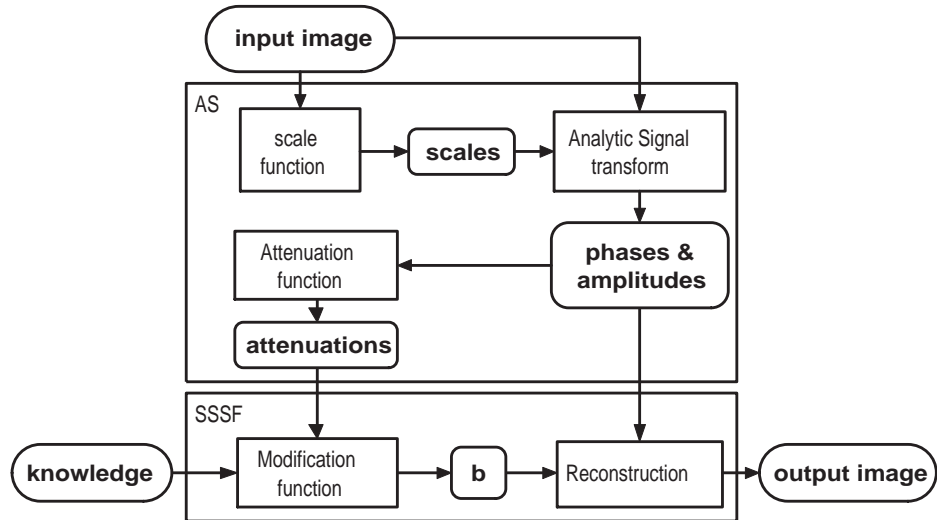 input image
AS
scale
function
scales
Analytic Signal
transform
Attenuation
function
phases &
amplitudes
attenuations
SSSF
knowledge
Modification
function
b
Reconstruction
output image